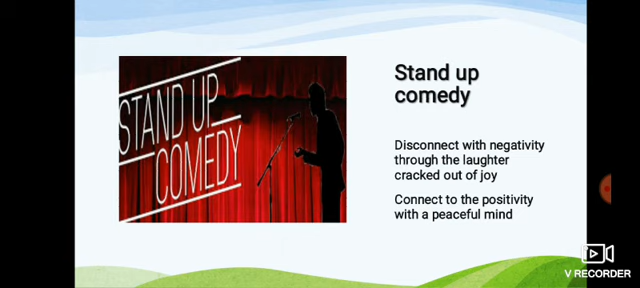 STAND UP
COMEDY
Stand up
comedy
Disconnect with negativity
through the laughter
cracked out of joy
Connect to the positivity
with a peaceful mind
V RECORDER